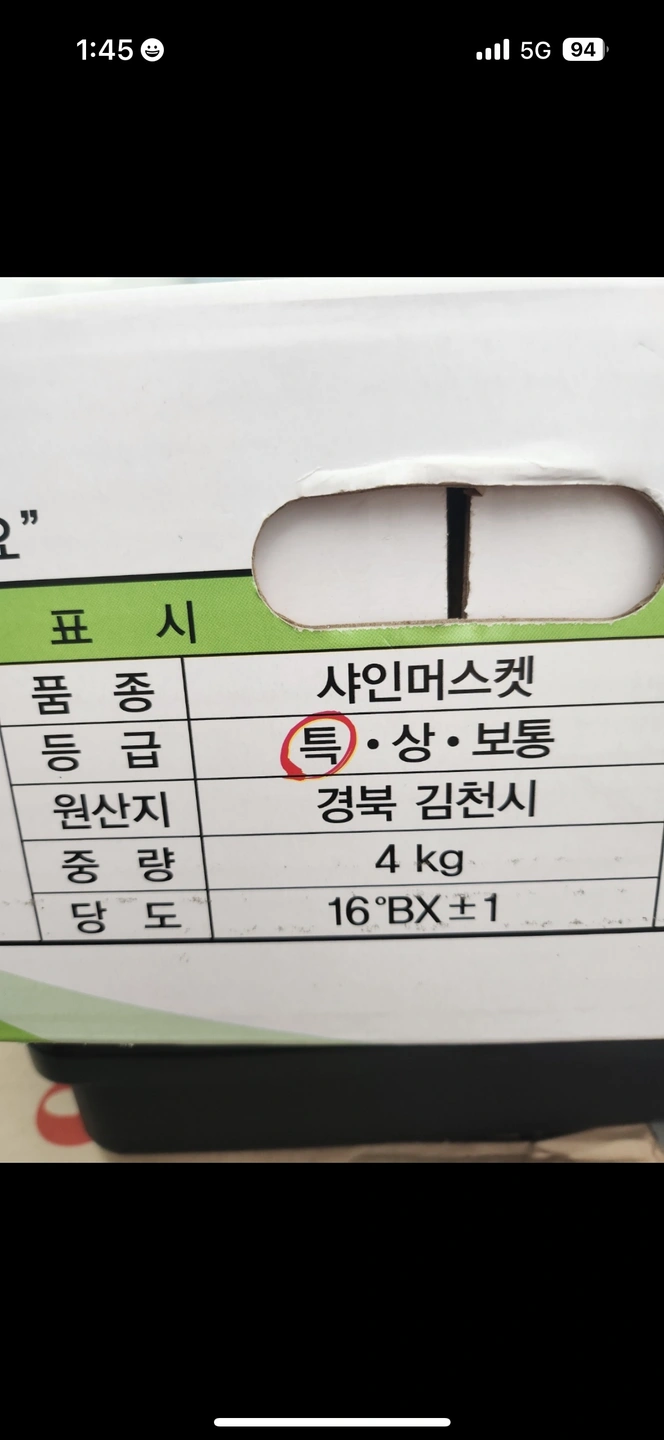 1:45 5G 94
요”
표 시
품 종 샤인머스켓
등 급 특 • 상 • 보통
원산지 경북 김천시
중 량 4 kg
당 도 16°BX±1